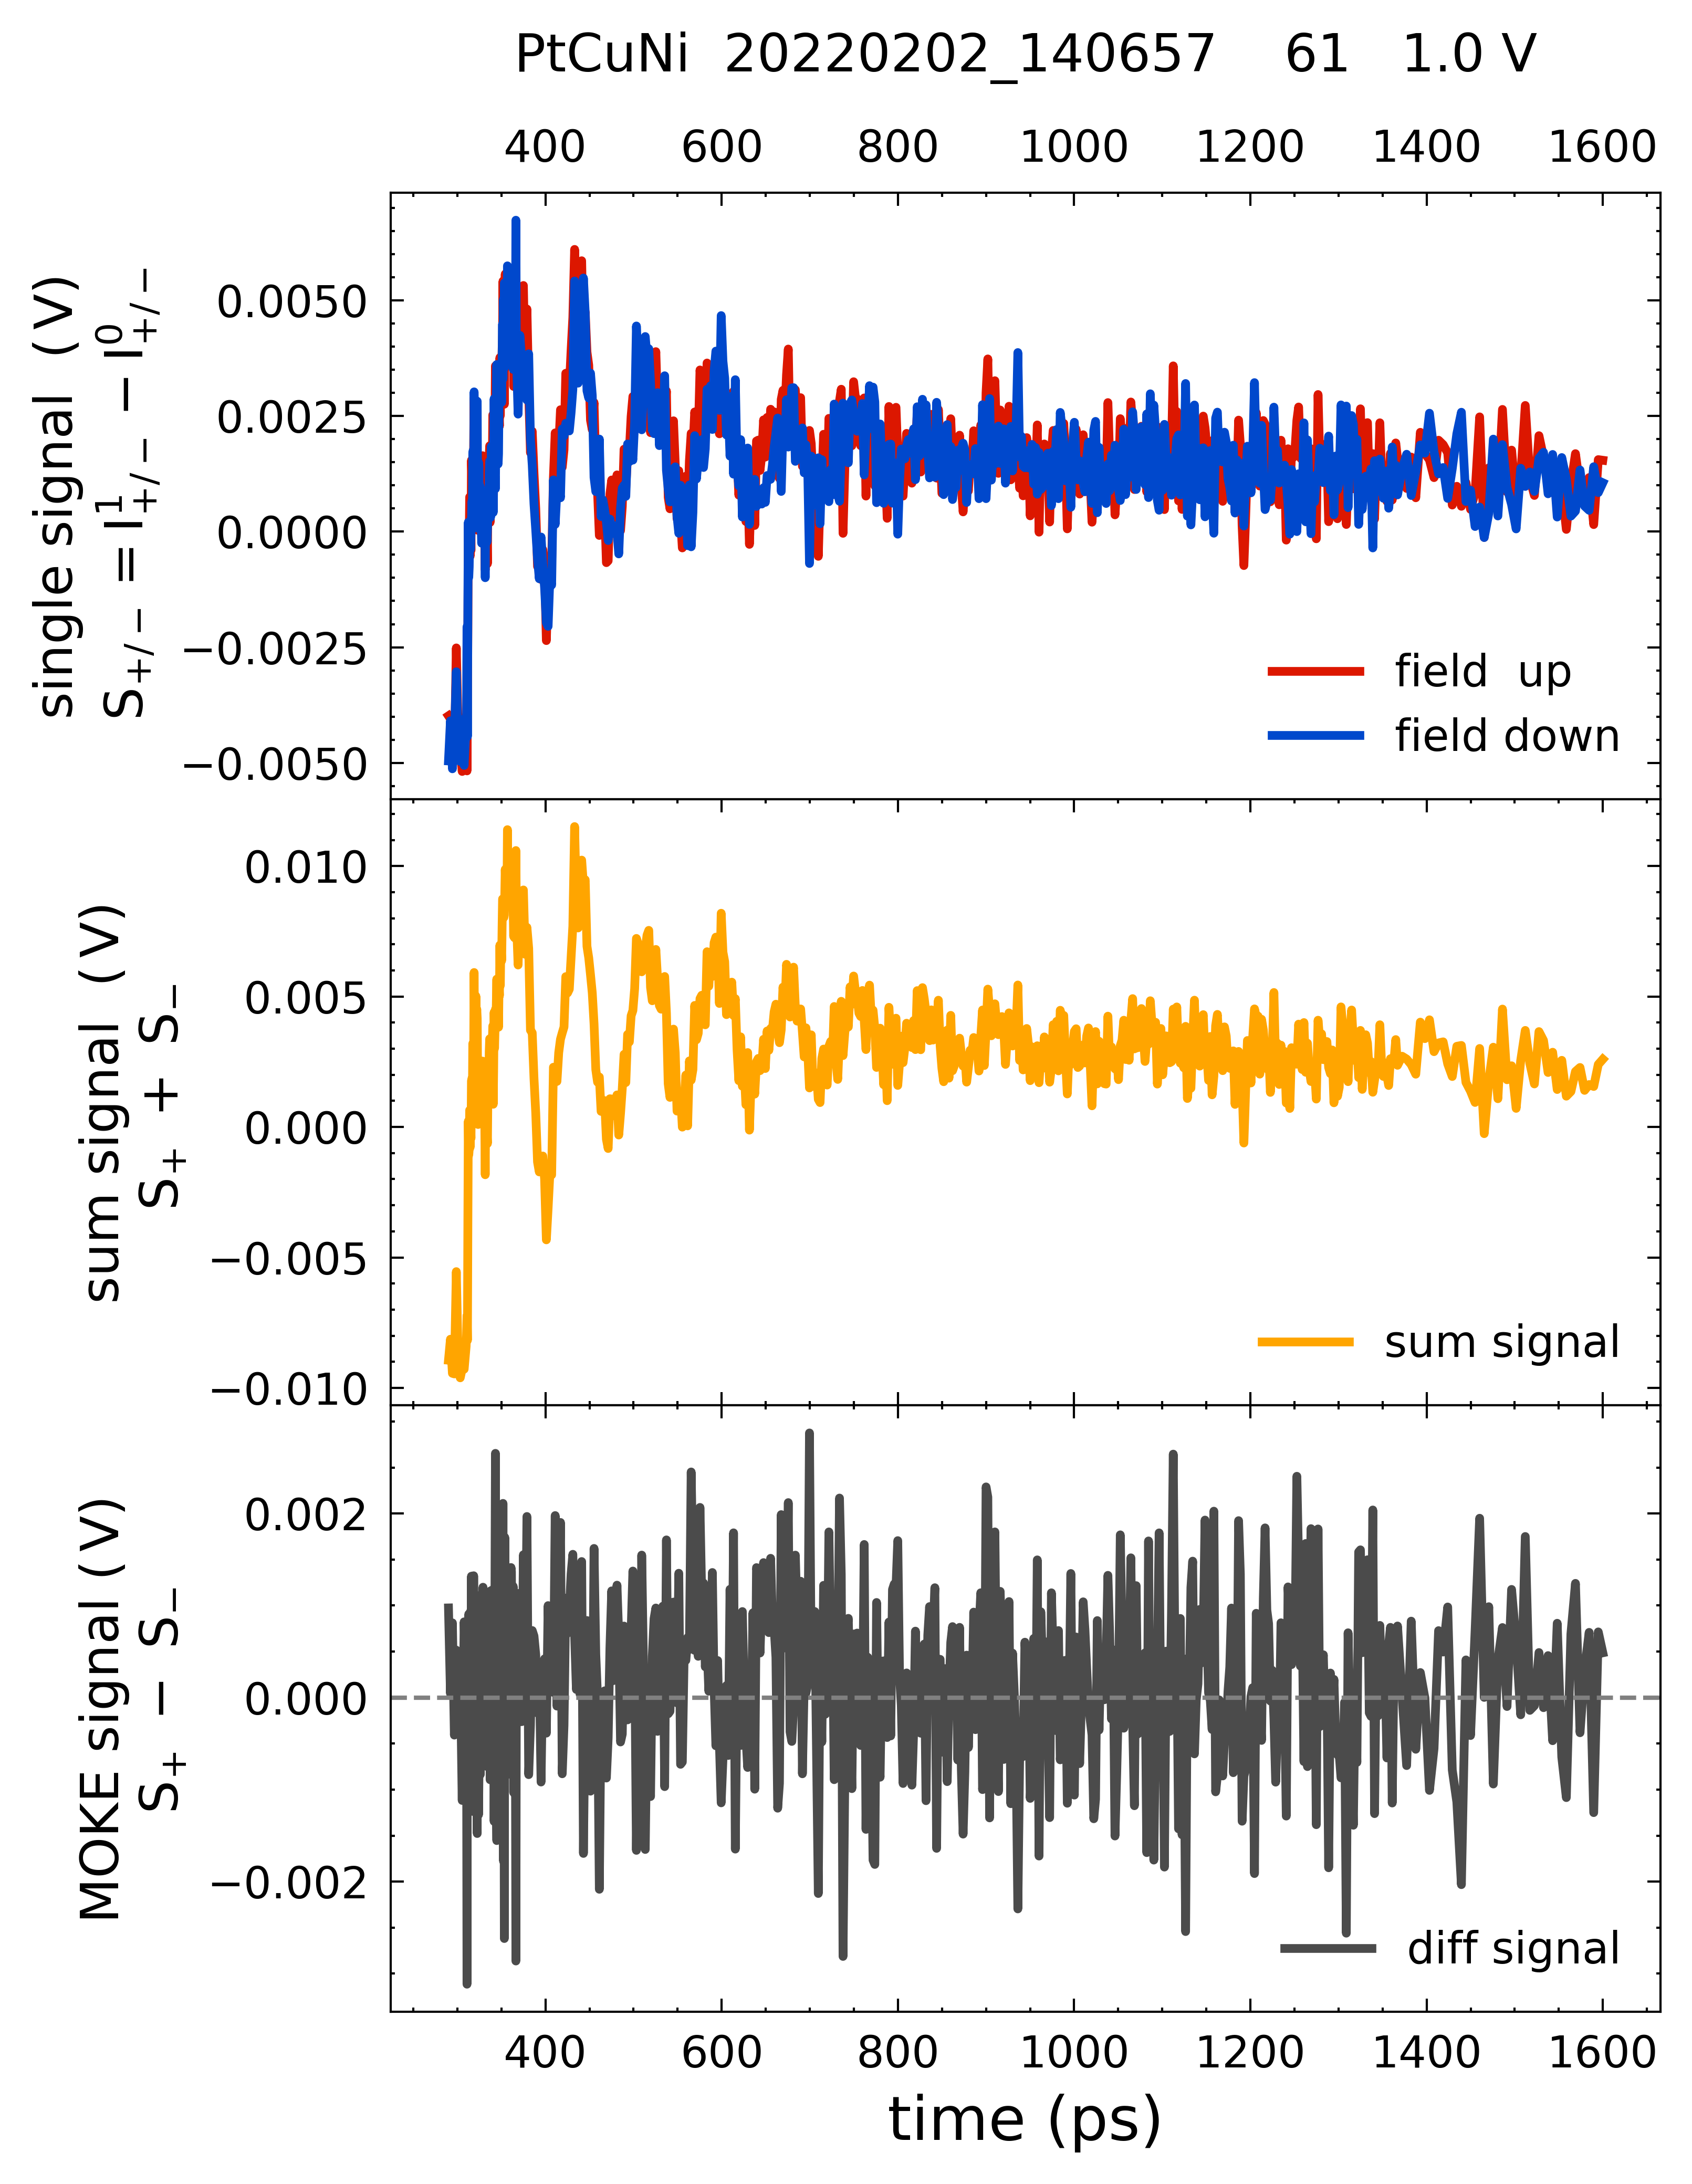 PtCuNi 20220202_140657 61 1.0 V
400 600 800 1000 1200 1400 1600
single signal (V)
S+/− = I¹+/− − I⁰+/−
0.0050
0.0025
0.0000
−0.0025
−0.0050
field up
field down
sum signal (V)
S₊ + S₋
0.010
0.005
0.000
−0.005
−0.010
sum signal
MOKE signal (V)
S₊ − S₋
0.002
0.000
−0.002
diff signal
400 600 800 1000 1200 1400 1600
time (ps)